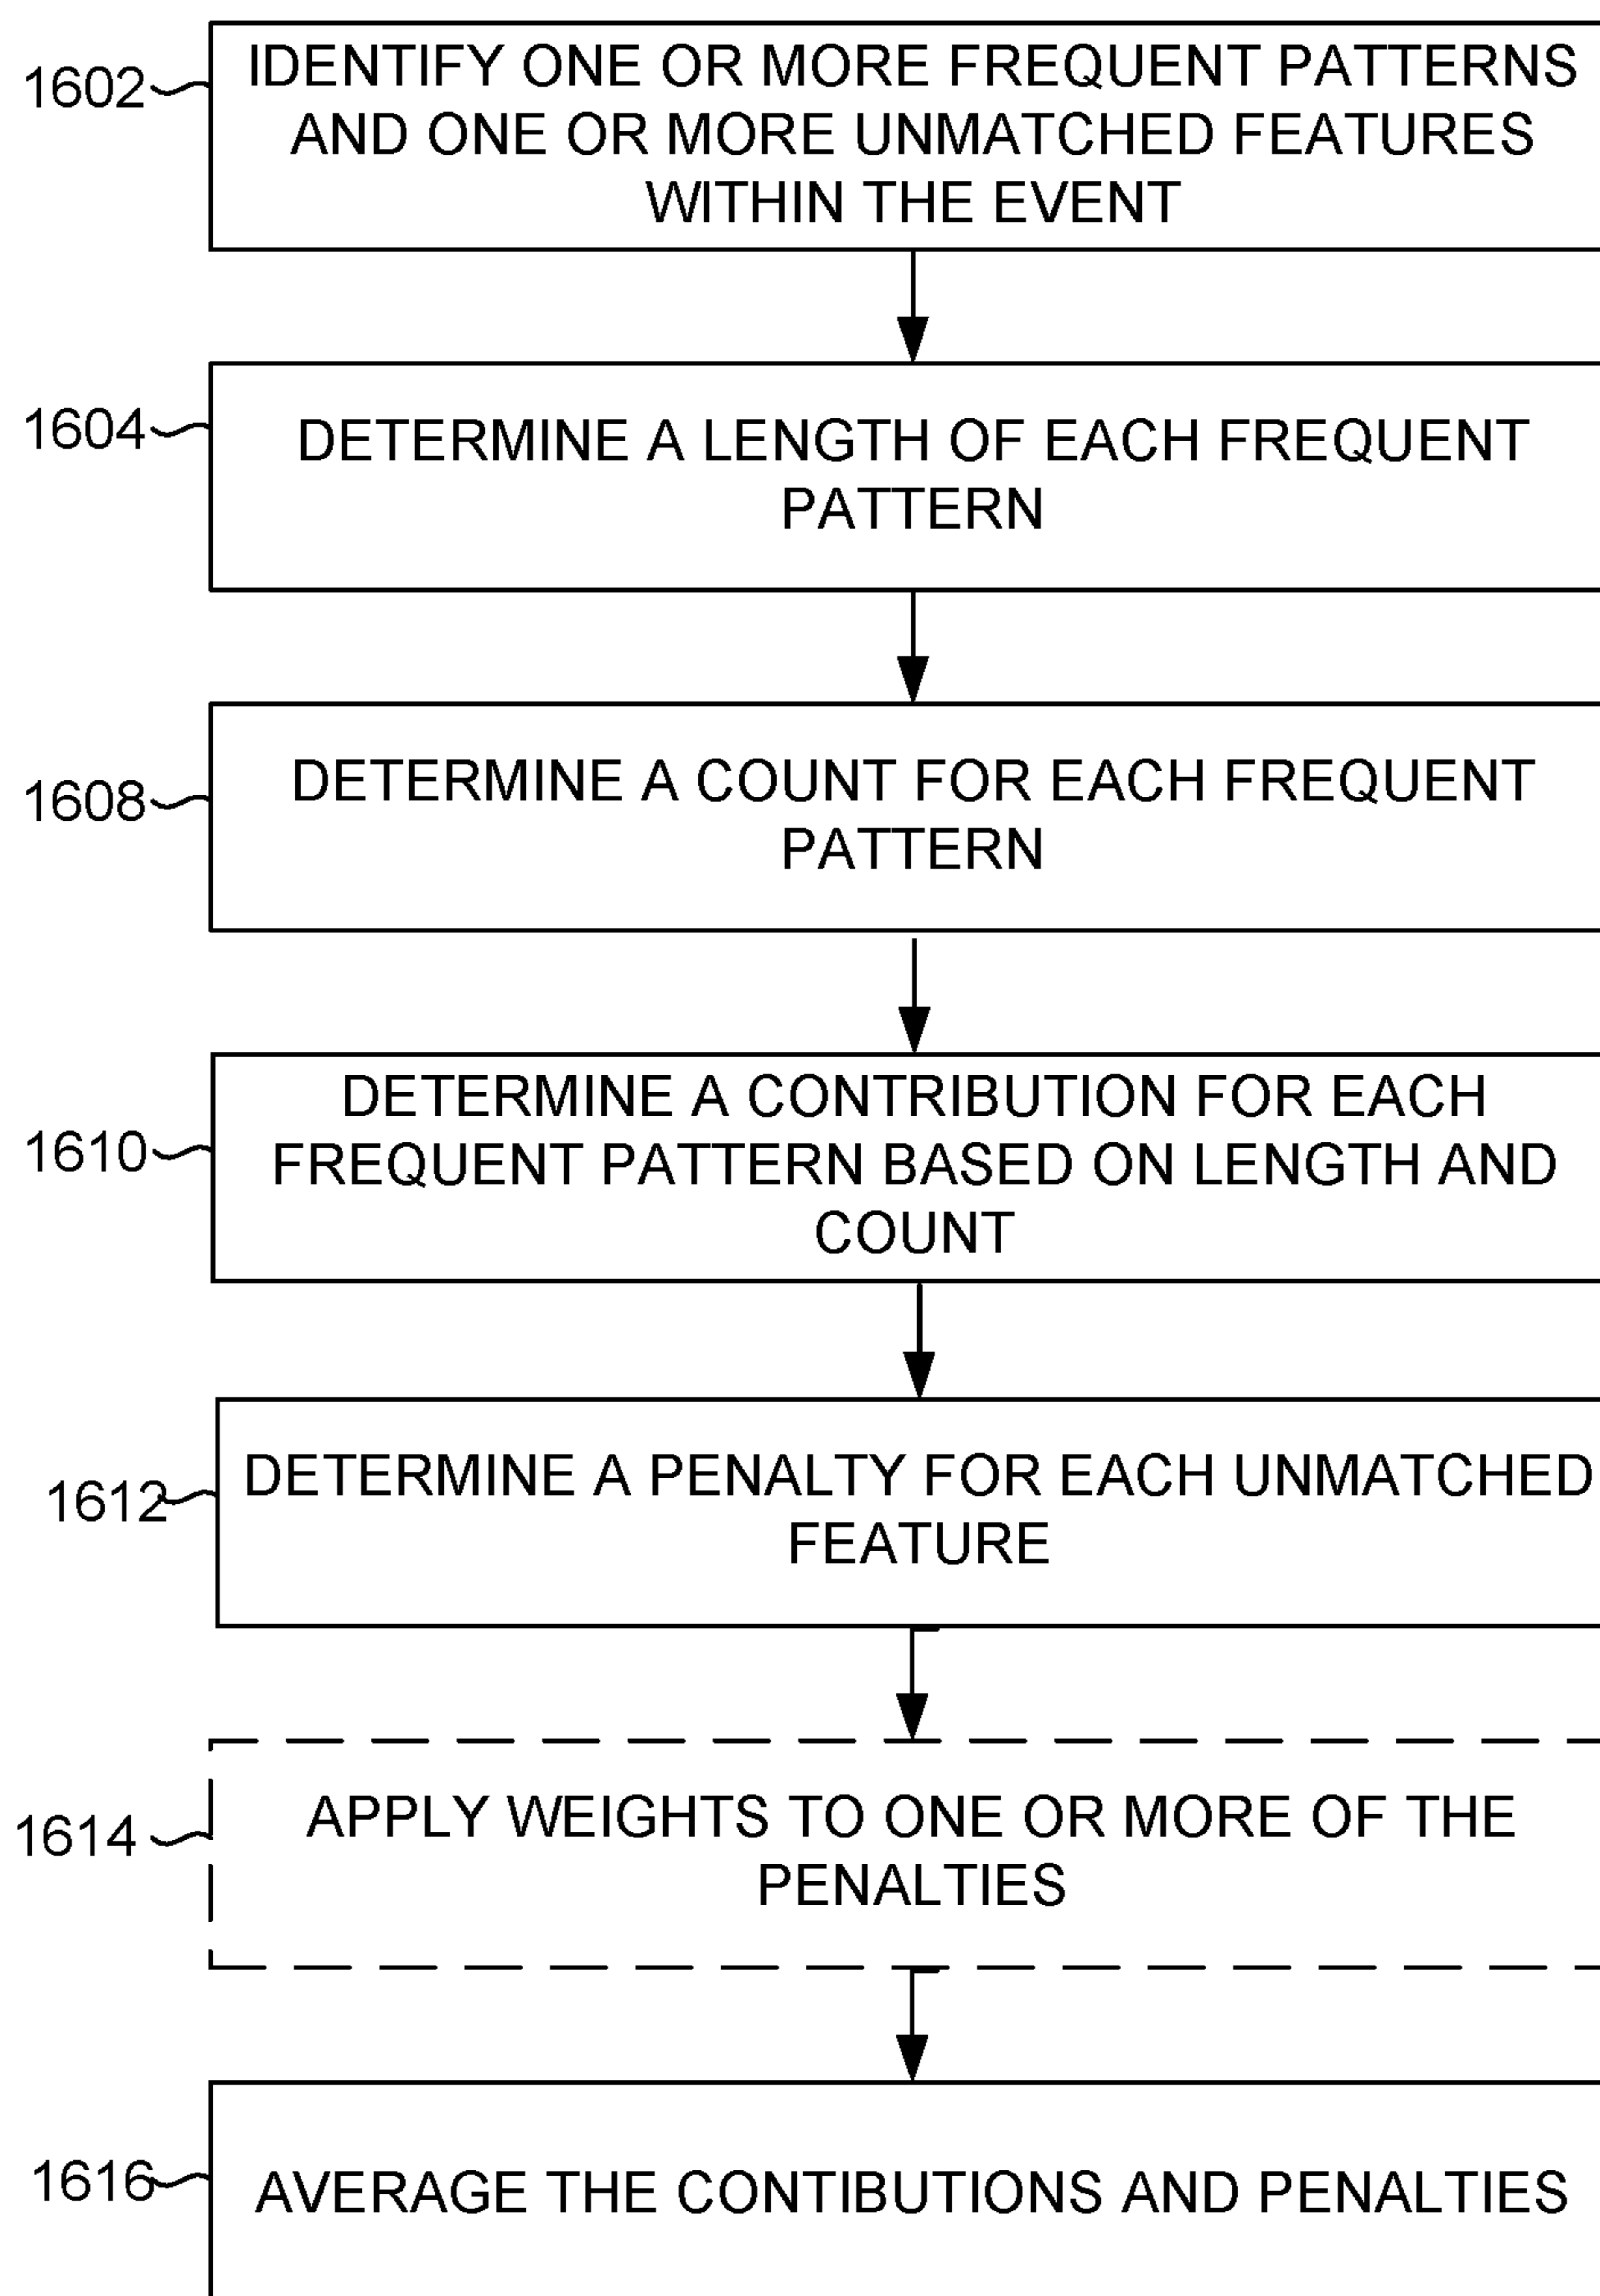 1602
IDENTIFY ONE OR MORE FREQUENT PATTERNS
AND ONE OR MORE UNMATCHED FEATURES
WITHIN THE EVENT
1604
DETERMINE A LENGTH OF EACH FREQUENT
PATTERN
1608
DETERMINE A COUNT FOR EACH FREQUENT
PATTERN
1610
DETERMINE A CONTRIBUTION FOR EACH
FREQUENT PATTERN BASED ON LENGTH AND
COUNT
1612
DETERMINE A PENALTY FOR EACH UNMATCHED
FEATURE
1614
APPLY WEIGHTS TO ONE OR MORE OF THE
PENALTIES
1616
AVERAGE THE CONTIBUTIONS AND PENALTIES